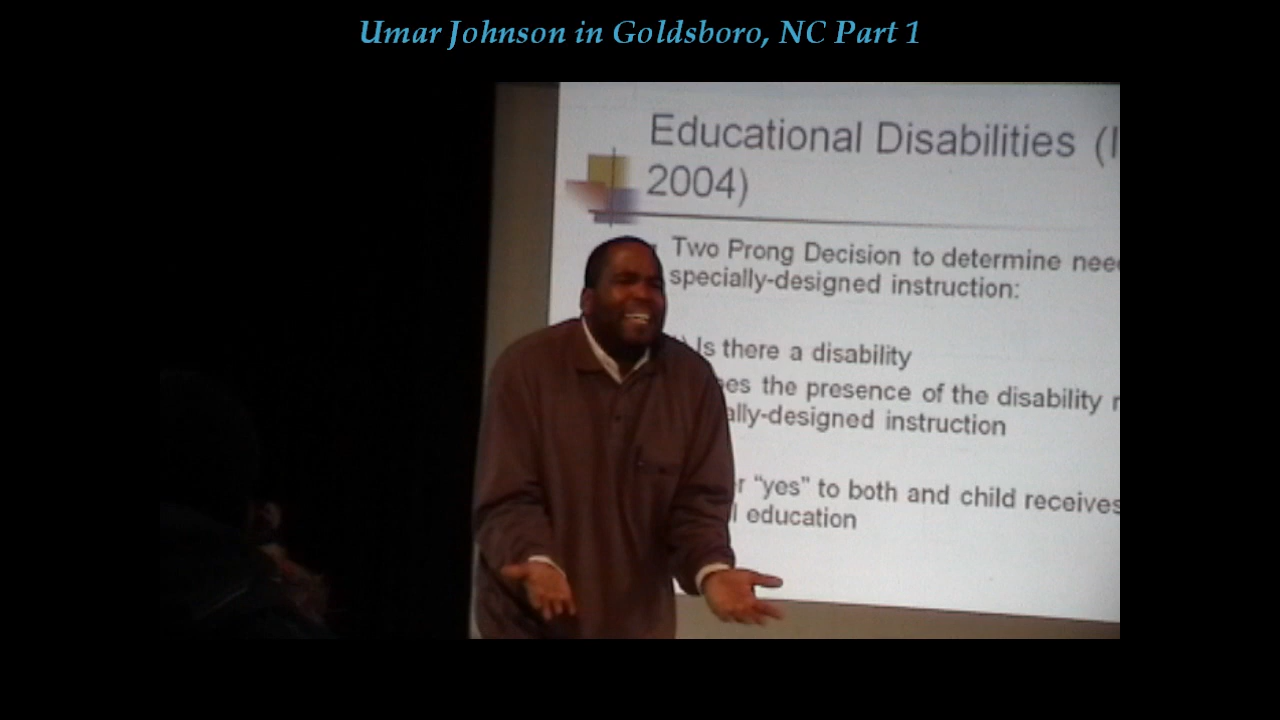 Umar Johnson in Goldsboro, NC Part 1
Educational Disabilities (I
2004)
Two Prong Decision to determine nee
specially-designed instruction:
Is there a disability
es the presence of the disability r
ally-designed instruction
r “yes” to both and child receives
l education